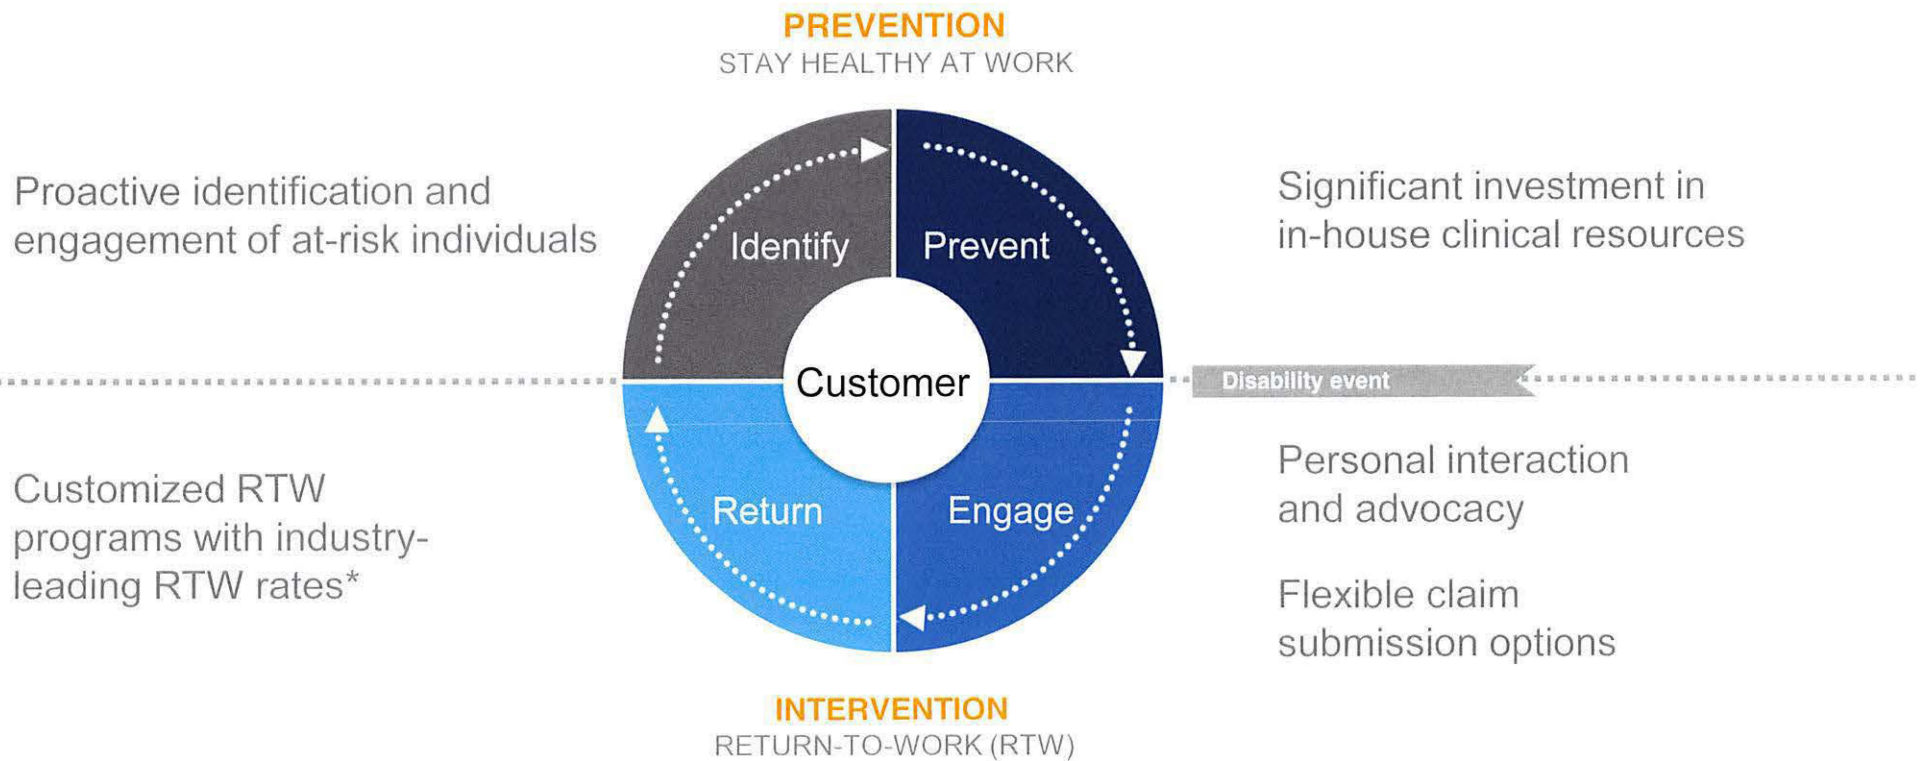 PREVENTION
STAY HEALTHY AT WORK
Proactive identification and
engagement of at-risk individuals
Identify
Prevent
Significant investment in
in-house clinical resources
Customer
Disability event
Return
Engage
Customized RTW
programs with industry-
leading RTW rates*
Personal interaction
and advocacy
Flexible claim
submission options
INTERVENTION
RETURN-TO-WORK (RTW)